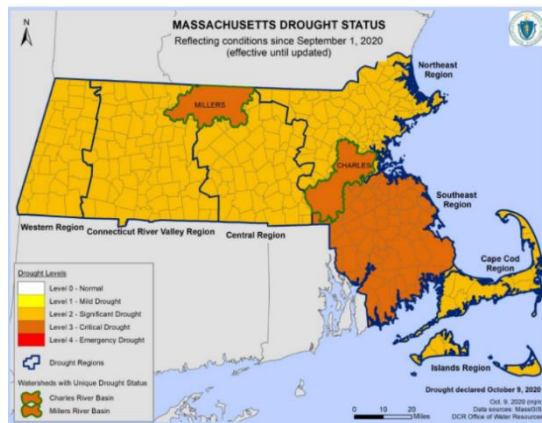 MASSACHUSETTS DROUGHT STATUS
Reflecting conditions since September 1, 2020
(effective until updated)
N
Northeast
Region
MILLERS
CHARLES
Southeast
Region
Western Region
Connecticut River Valley Region
Central Region
Cape Cod
Region
Islands Region
Drought Levels
Level 0 - Normal
Level 1 - Mild Drought
Level 2 - Significant Drought
Level 3 - Critical Drought
Level 4 - Emergency Drought
Drought Regions
Watersheds with Unique Drought Status
Charles River Basin
Millers River Basin
Drought declared October 9, 2020
20
10
0
20
Miles
Oct. 9, 2020
Data sources: MassGIS
DCR Office of Water Resources